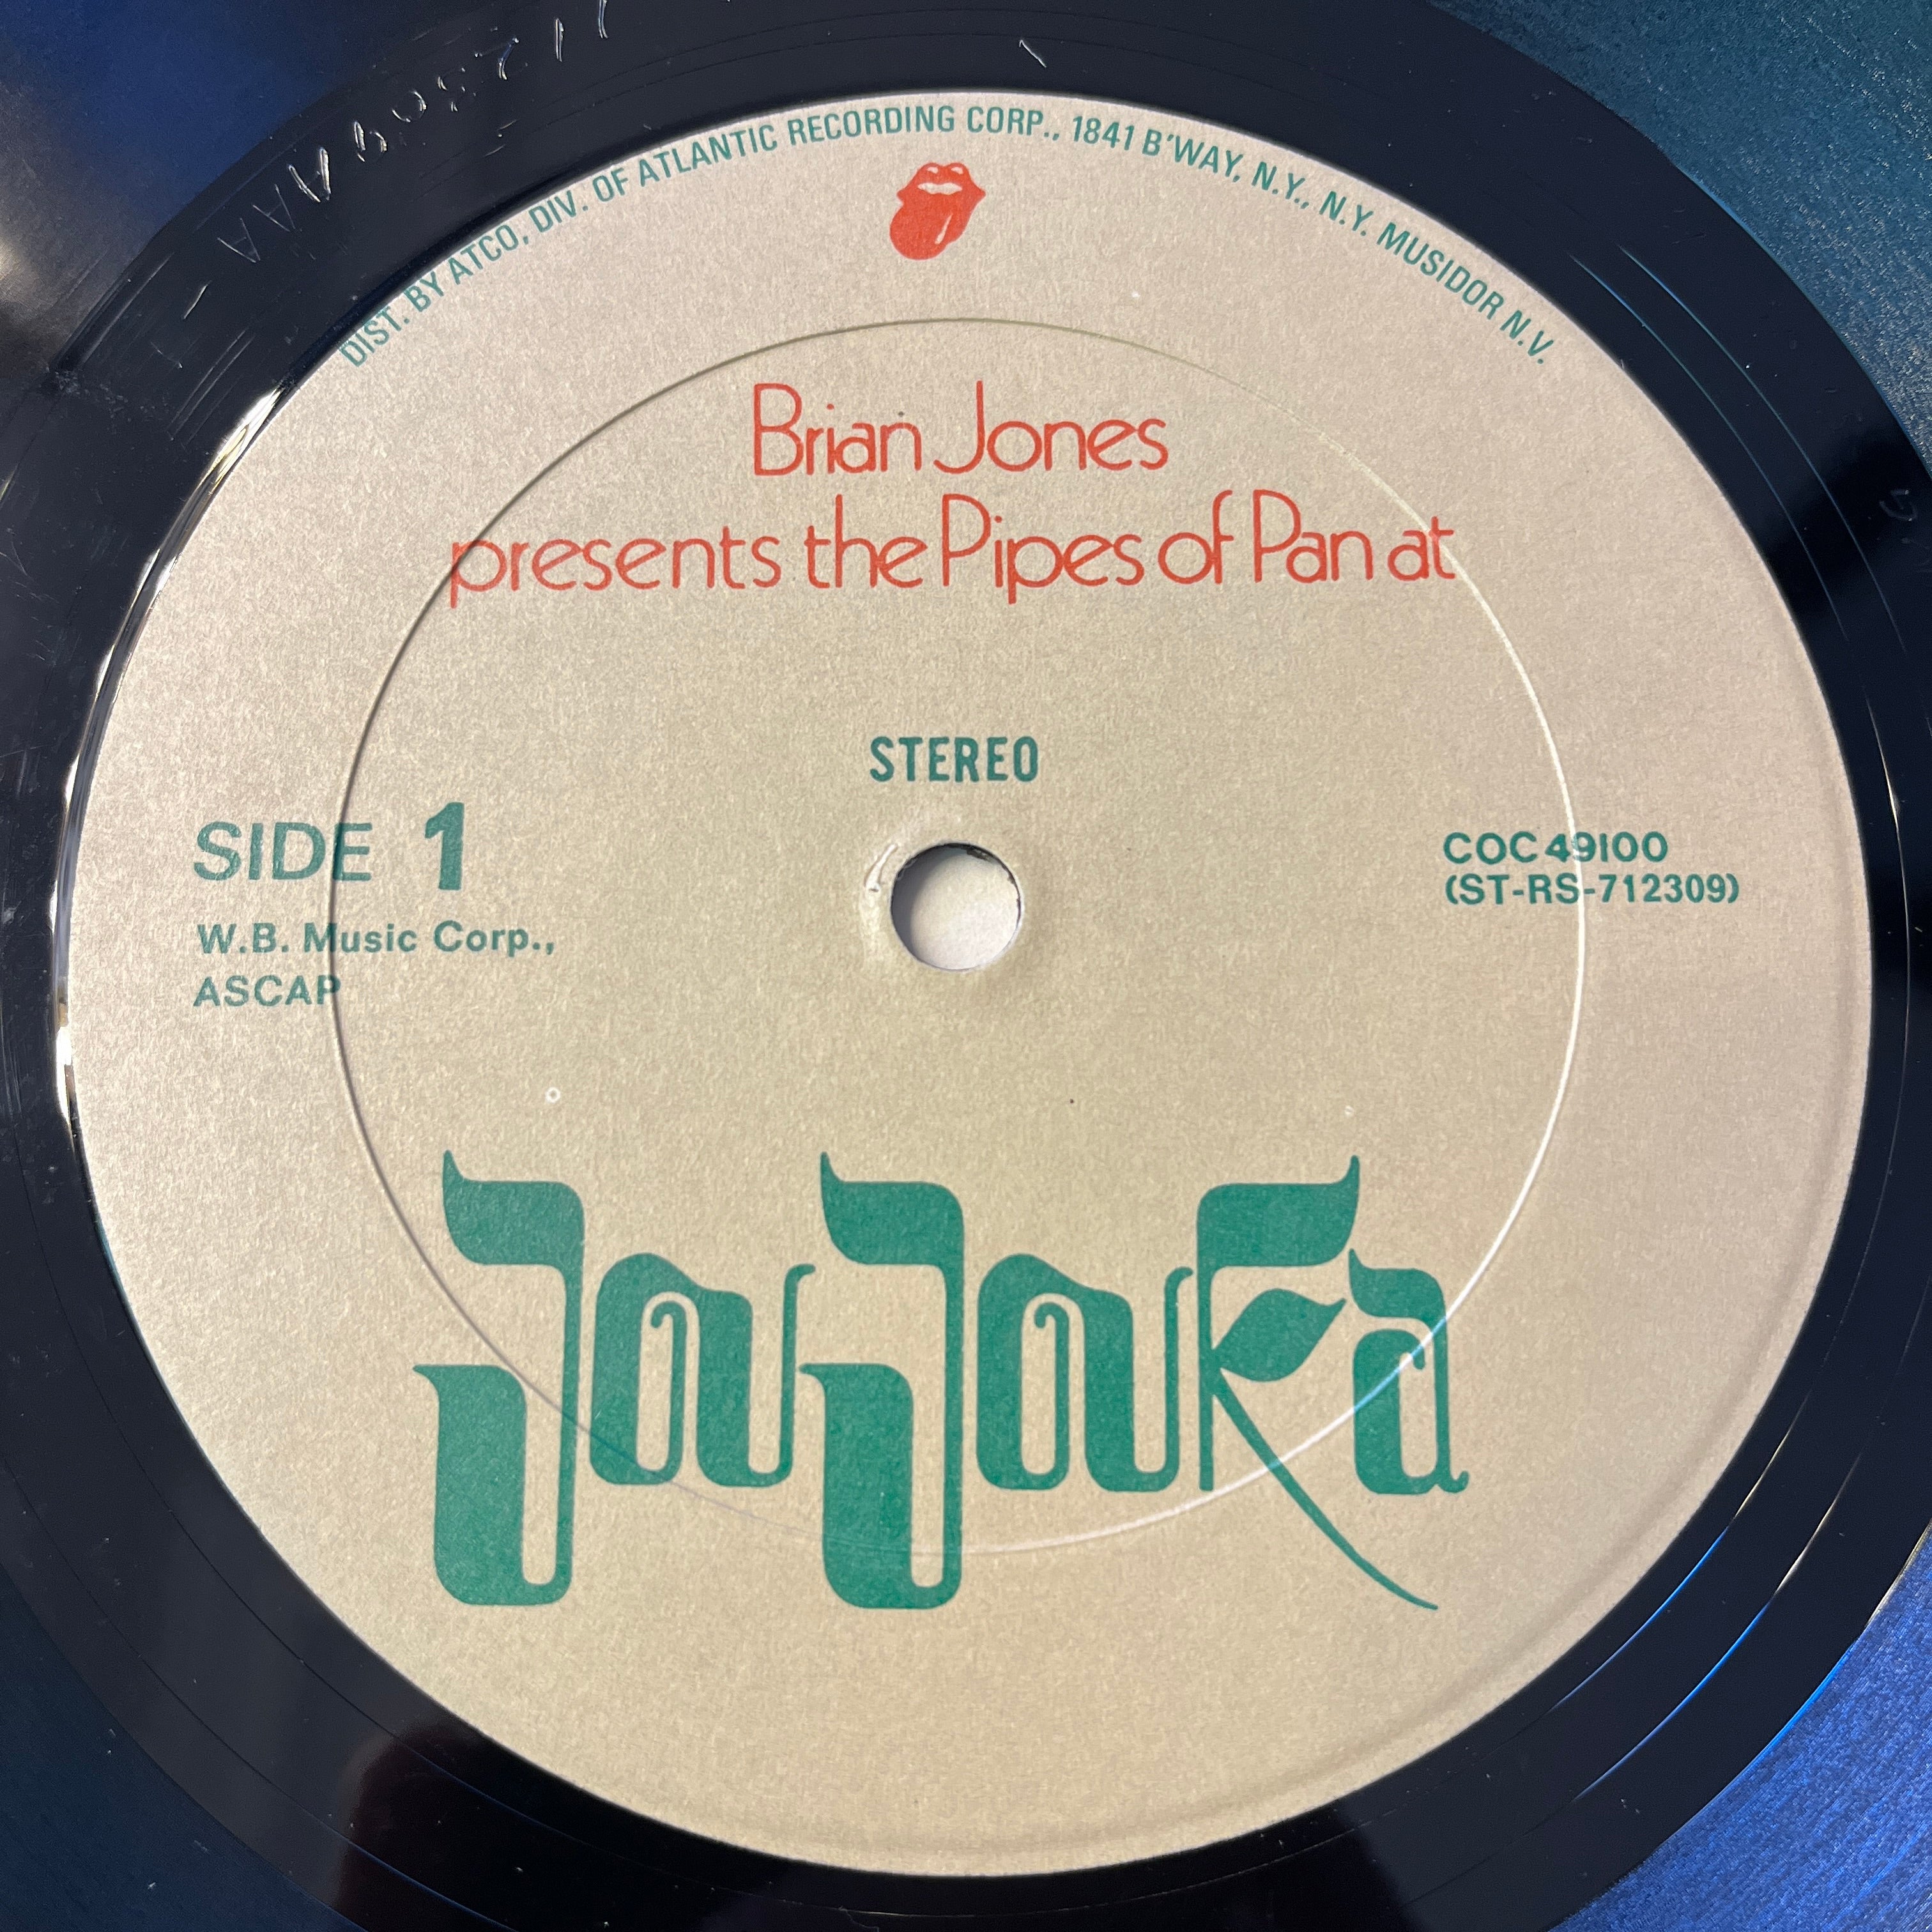 DIST. BY ATCO, DIV. OF ATLANTIC RECORDING CORP., 1841 B'WAY, N.Y., N.Y. MUSIDOR N.V.
Brian Jones
presents the Pipes of Pan at
STEREO
SIDE 1
W.B. Music Corp.,
ASCAP
COC 49100
(ST-RS-712309)
JouJouKa